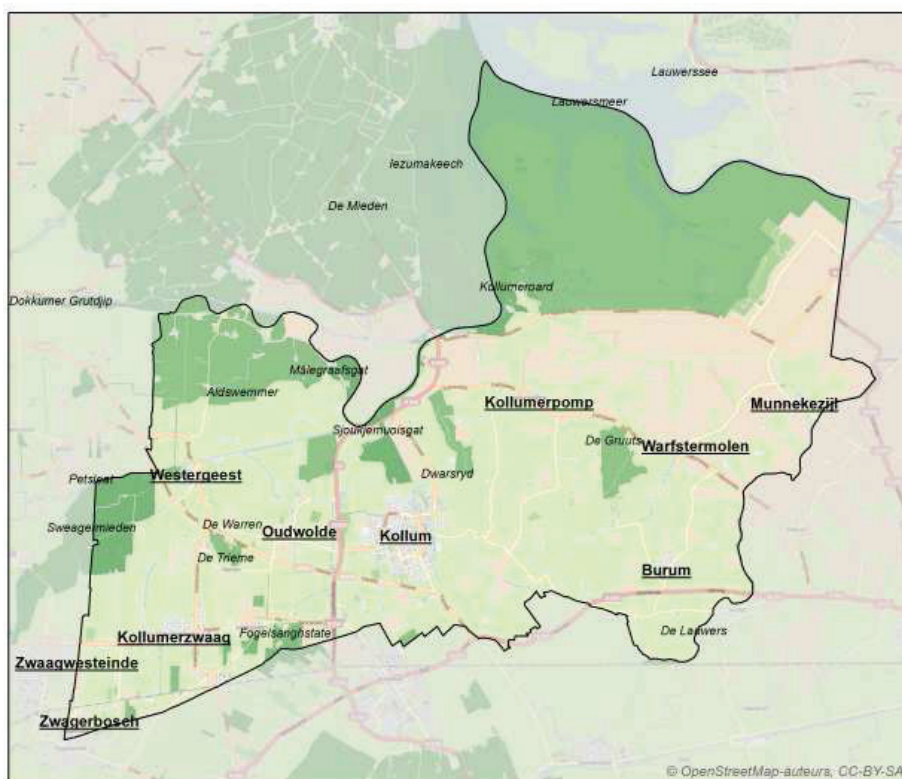 Lauwerssee
Lauwersmeer
Iezumakeech
De Mieden
Kollumeroard
Dokkumer Grutdjip
Mâlegraafsgat
Aldswemmer
Kollumerpomp
Munnekezijl
Sjoukjemuoisgat
De Gruuts
Warfstermolen
Petsleat
Westergeest
Dwarsryd
Sweagermieden
De Warren
Oudwolde
Kollum
De Trieme
Burum
Kollumerzwaag
Fogelsanghstate
De Lauwers
Zwaagwesteinde
Zwagerbosch
© OpenStreetMap-auteurs, CC-BY-SA